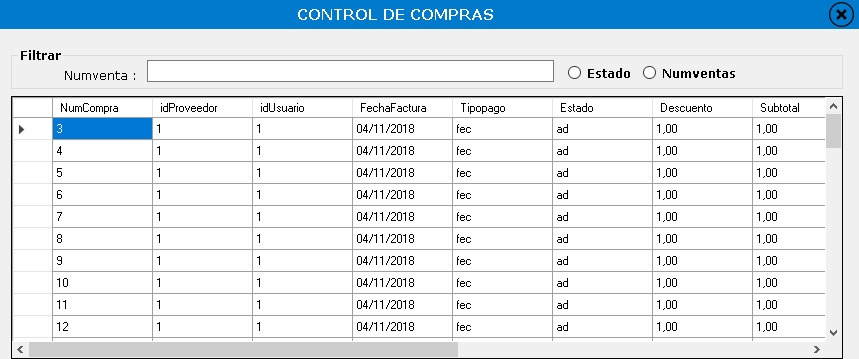 CONTROL DE COMPRAS
Filtrar
Numventa : Estado Numventas
NumCompra idProveedor idUsuario FechaFactura Tipopago Estado Descuento Subtotal
3 1 1 04/11/2018 fec ad 1,00 1,00
4 1 1 04/11/2018 fec ad 1,00 1,00
5 1 1 04/11/2018 fec ad 1,00 1,00
6 1 1 04/11/2018 fec ad 1,00 1,00
7 1 1 04/11/2018 fec ad 1,00 1,00
8 1 1 04/11/2018 fec ad 1,00 1,00
9 1 1 04/11/2018 fec ad 1,00 1,00
10 1 1 04/11/2018 fec ad 1,00 1,00
11 1 1 04/11/2018 fec ad 1,00 1,00
12 1 1 04/11/2018 fec ad 1,00 1,00